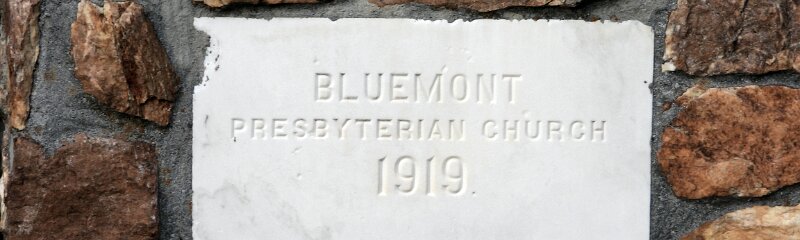 BLUEMONT
PRESBYTERIAN CHURCH
1919